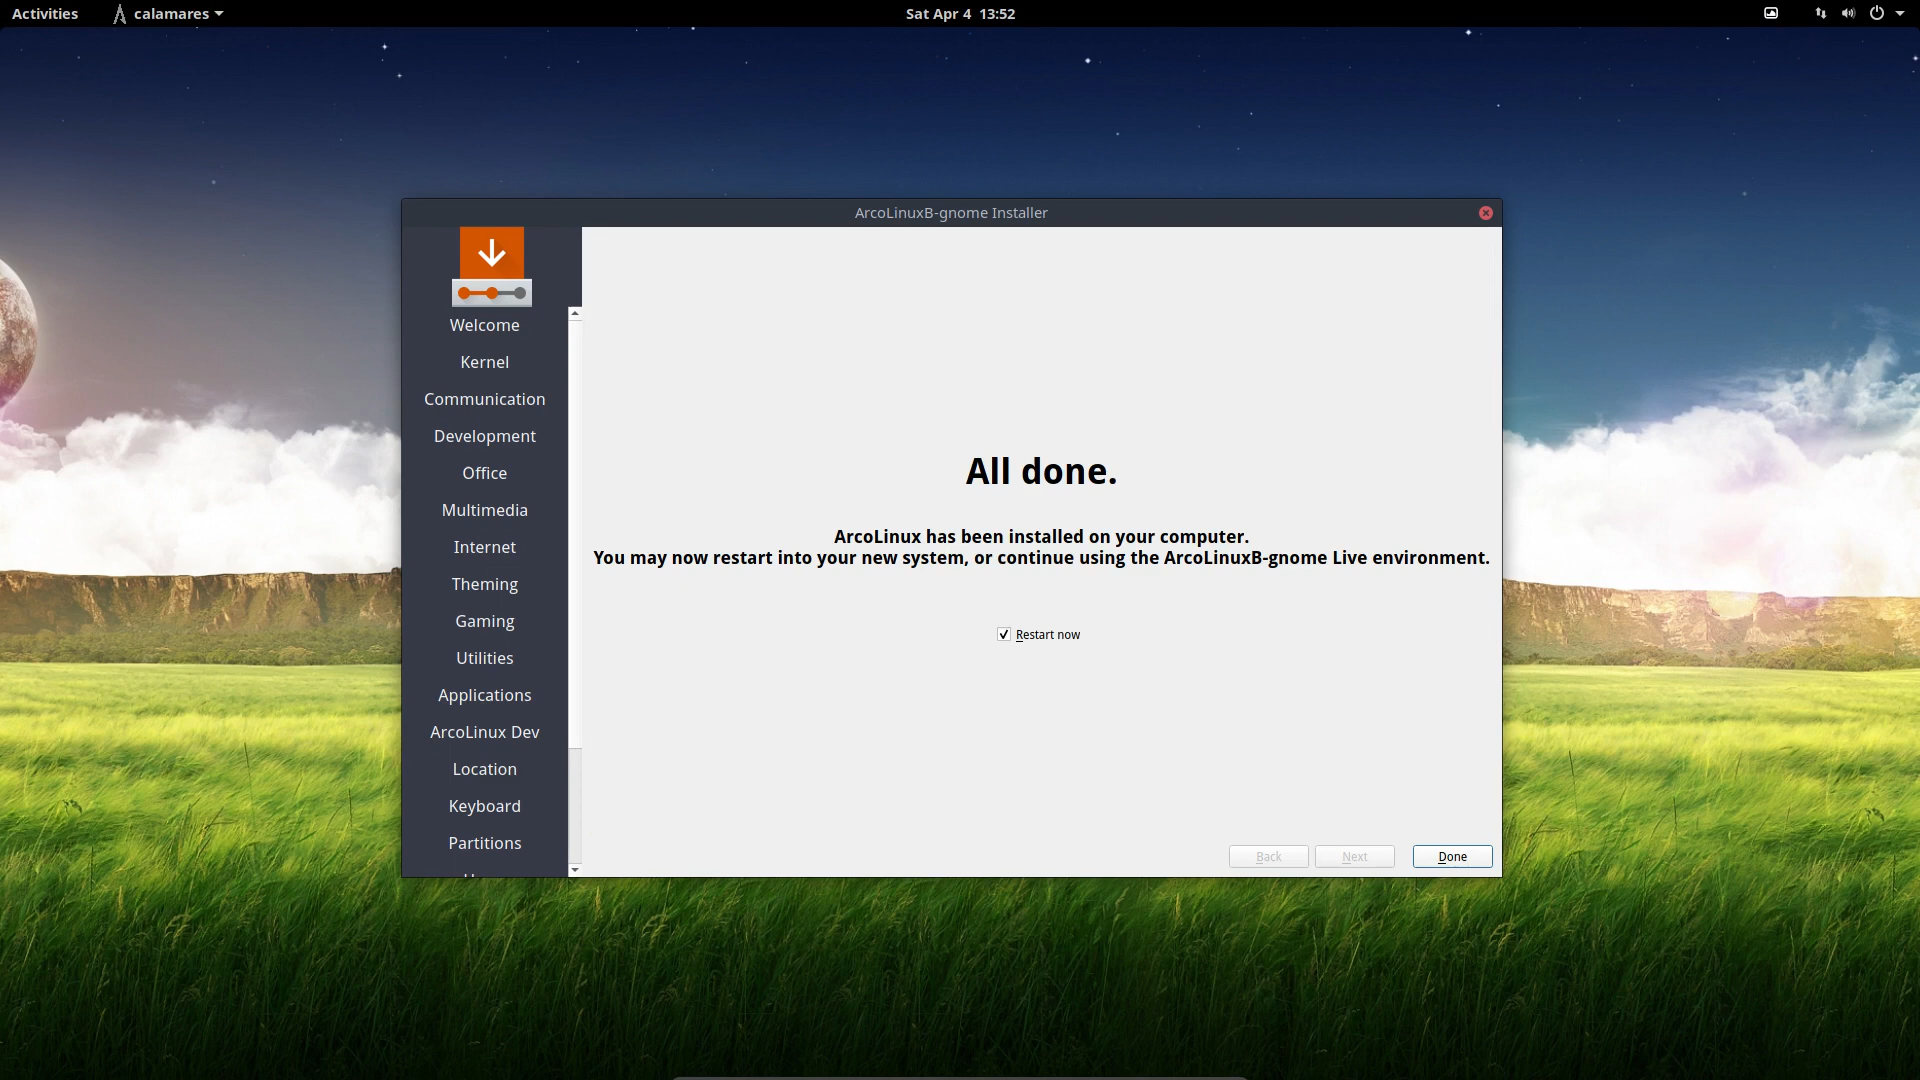 Activities
calamares
Sat Apr 4 13:52
ArcoLinuxB-gnome Installer
Welcome
Kernel
Communication
Development
Office
Multimedia
Internet
Theming
Gaming
Utilities
Applications
ArcoLinux Dev
Location
Keyboard
Partitions
All done.
ArcoLinux has been installed on your computer.
You may now restart into your new system, or continue using the ArcoLinuxB-gnome Live environment.
Restart now
Back
Next
Done